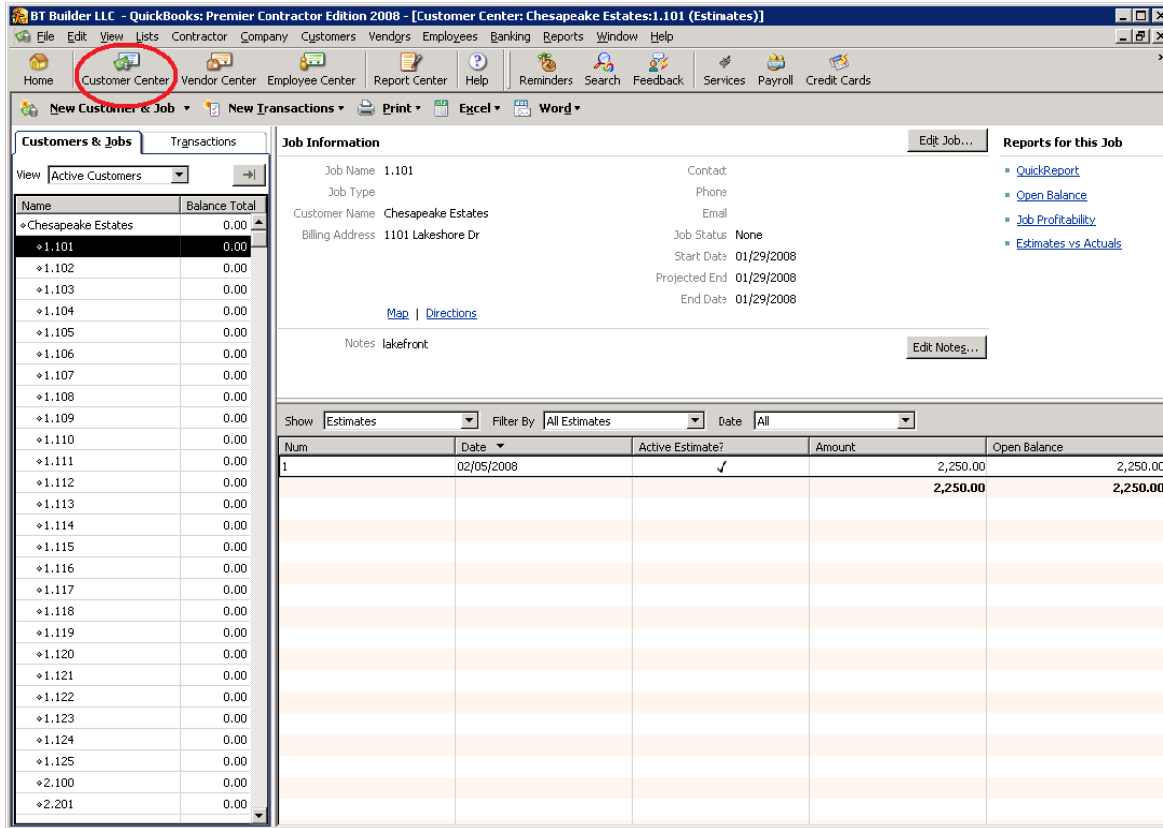 BT Builder LLC - QuickBooks: Premier Contractor Edition 2008 - [Customer Center: Chesapeake Estates:1.101 (Estimates)]
File Edit View Lists Contractor Company Customers Vendors Employees Banking Reports Window Help
Home Customer Center Vendor Center Employee Center Report Center Help Reminders Search Feedback Services Payroll Credit Cards
New Customer & Job New Transactions Print Excel Word
Customers & Jobs Transactions
View Active Customers
Name Balance Total
Chesapeake Estates 0.00
1.101 0.00
1.102 0.00
1.103 0.00
1.104 0.00
1.105 0.00
1.106 0.00
1.107 0.00
1.108 0.00
1.109 0.00
1.110 0.00
1.111 0.00
1.112 0.00
1.113 0.00
1.114 0.00
1.115 0.00
1.116 0.00
1.117 0.00
1.118 0.00
1.119 0.00
1.120 0.00
1.121 0.00
1.122 0.00
1.123 0.00
1.124 0.00
1.125 0.00
2.100 0.00
2.201 0.00
Job Information Edit Job...
Job Name 1.101 Contact
Job Type Phone
Customer Name Chesapeake Estates Email
Billing Address 1101 Lakeshore Dr Job Status None
Start Date 01/29/2008
Projected End 01/29/2008
End Date 01/29/2008
Map | Directions
Notes lakefront Edit Notes...
Reports for this Job
QuickReport
Open Balance
Job Profitability
Estimates vs Actuals
Show Estimates Filter By All Estimates Date All
Num Date Active Estimate? Amount Open Balance
1 02/05/2008 ✓ 2,250.00 2,250.00
2,250.00 2,250.00